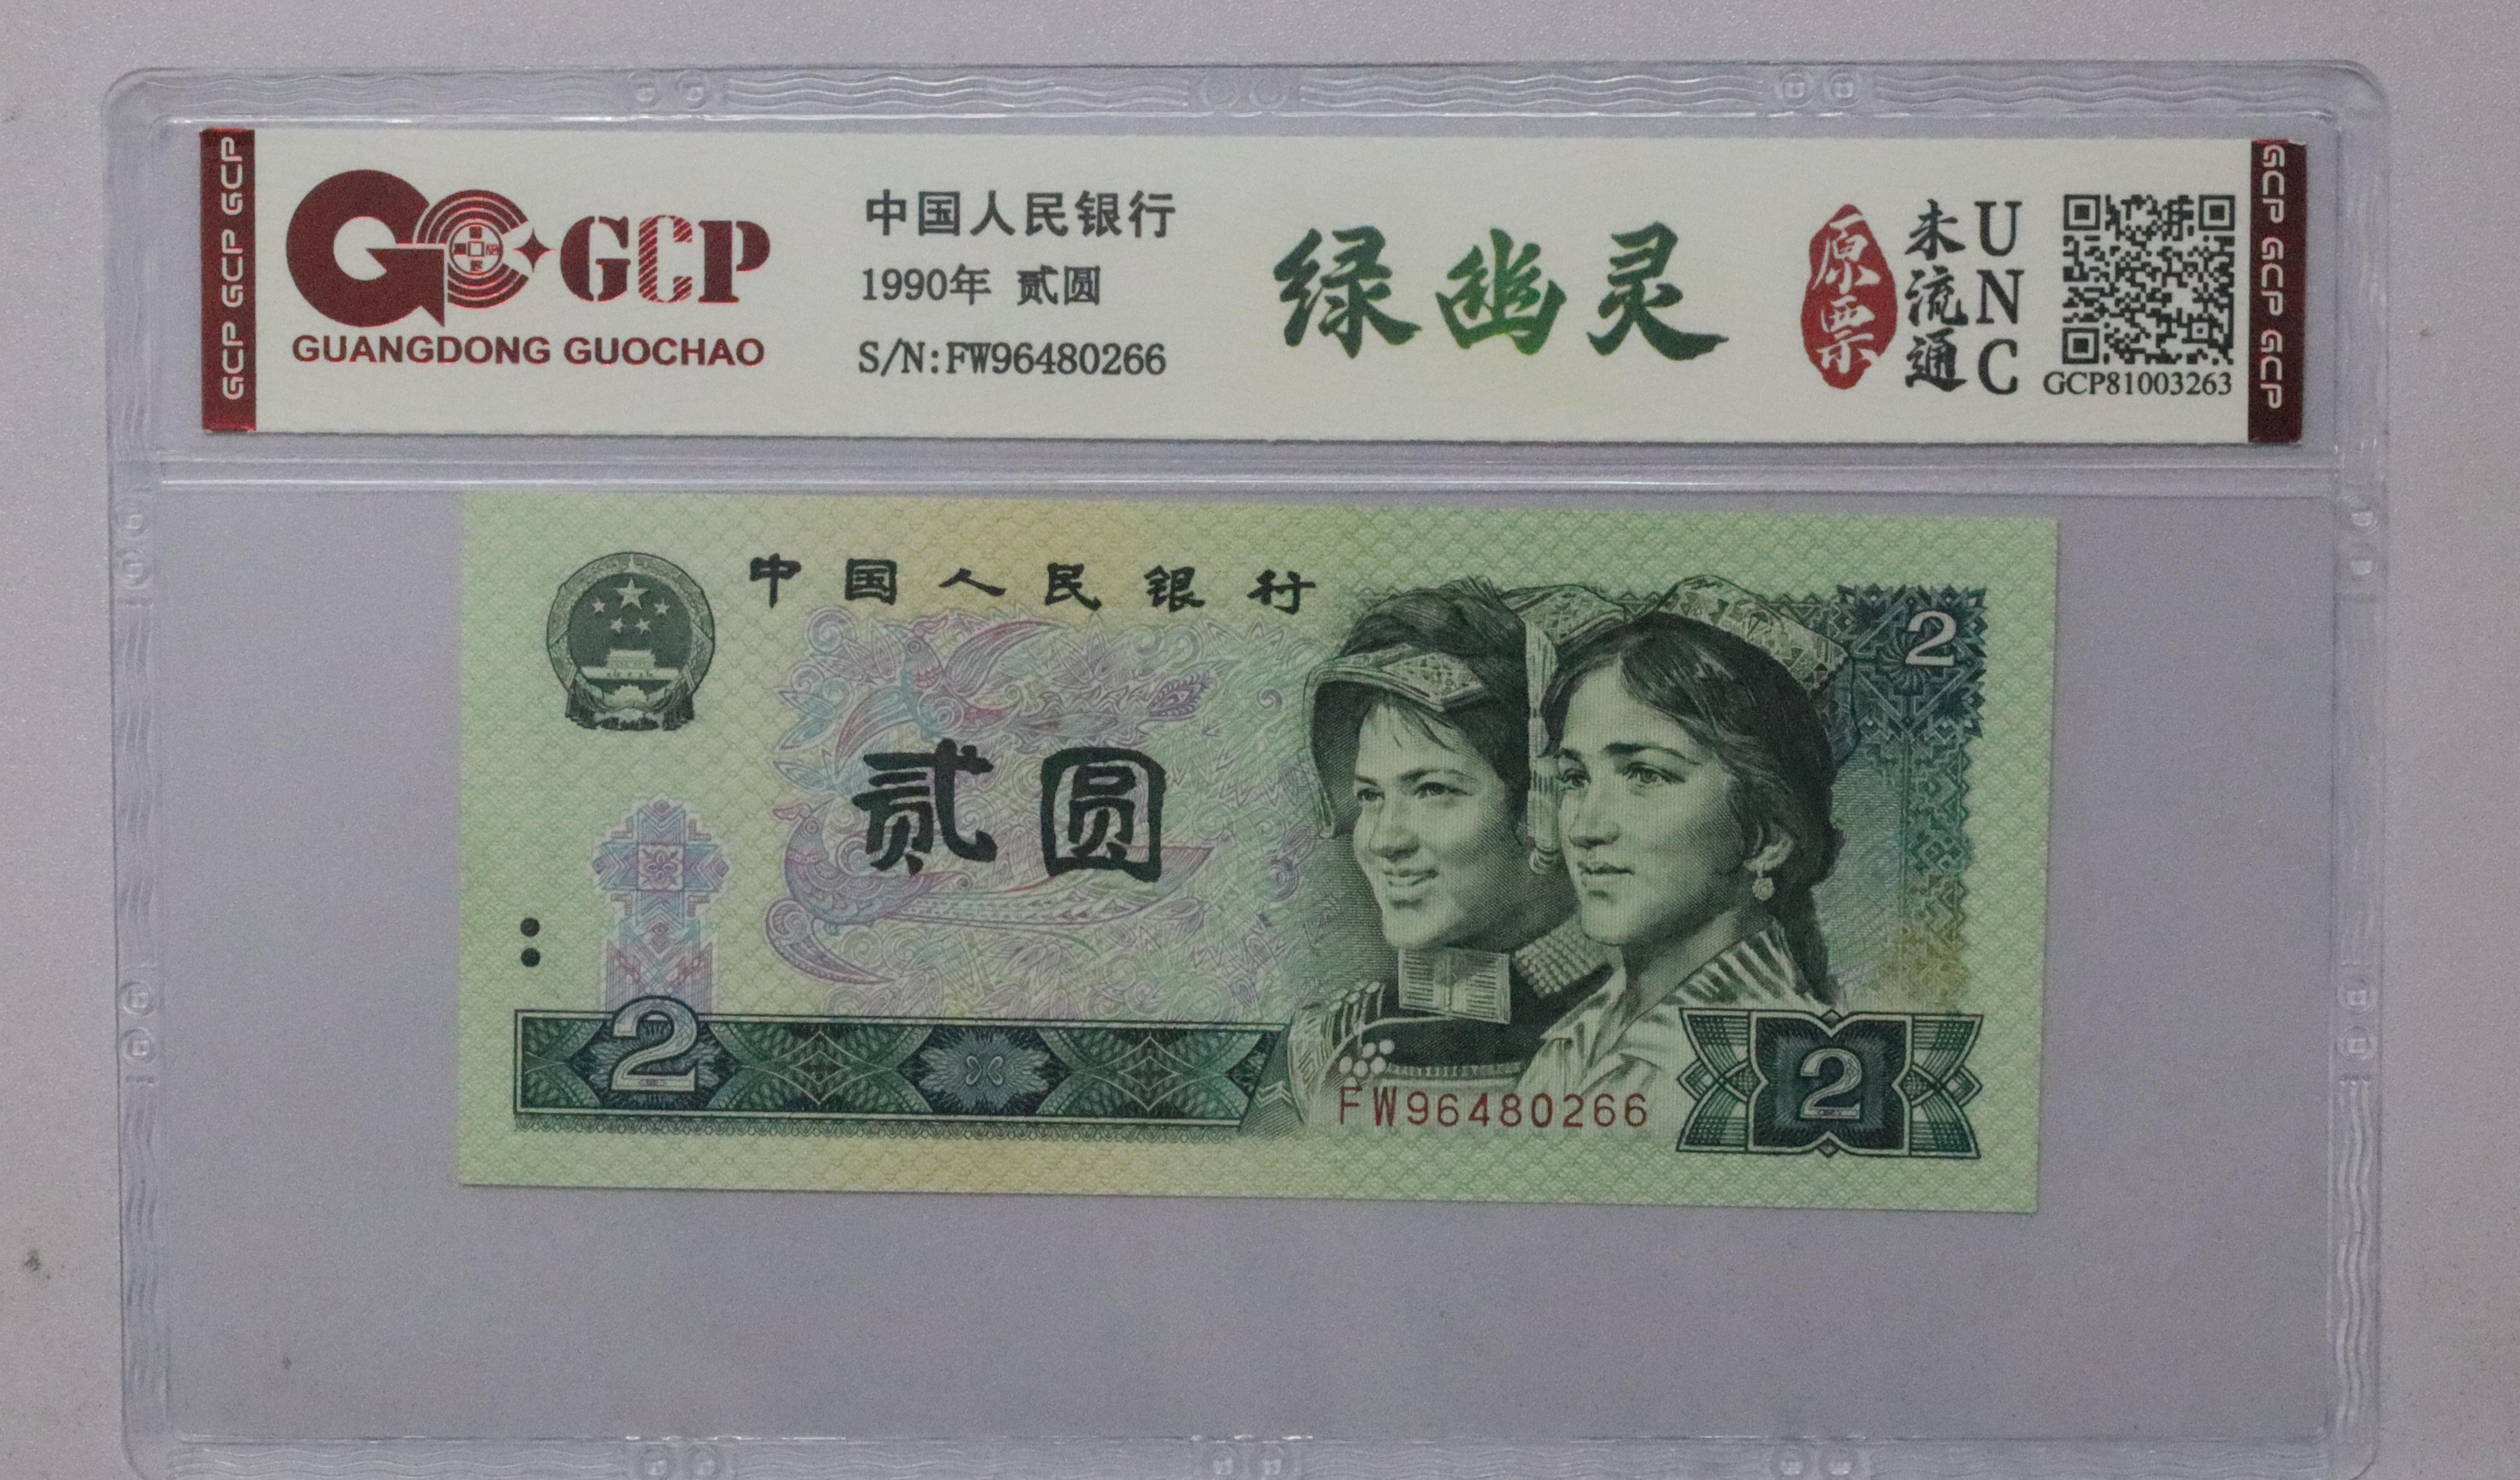 GCP GCP GCP
GCP
GUANGDONG GUOCHAO
中国人民银行
1990年 贰圆
S/N:FW96480266
绿幽灵
原票
未流通
UNC
GCP81003263
GCP GCP GCP
中国人民银行
2
贰圆
2
FW96480266
2